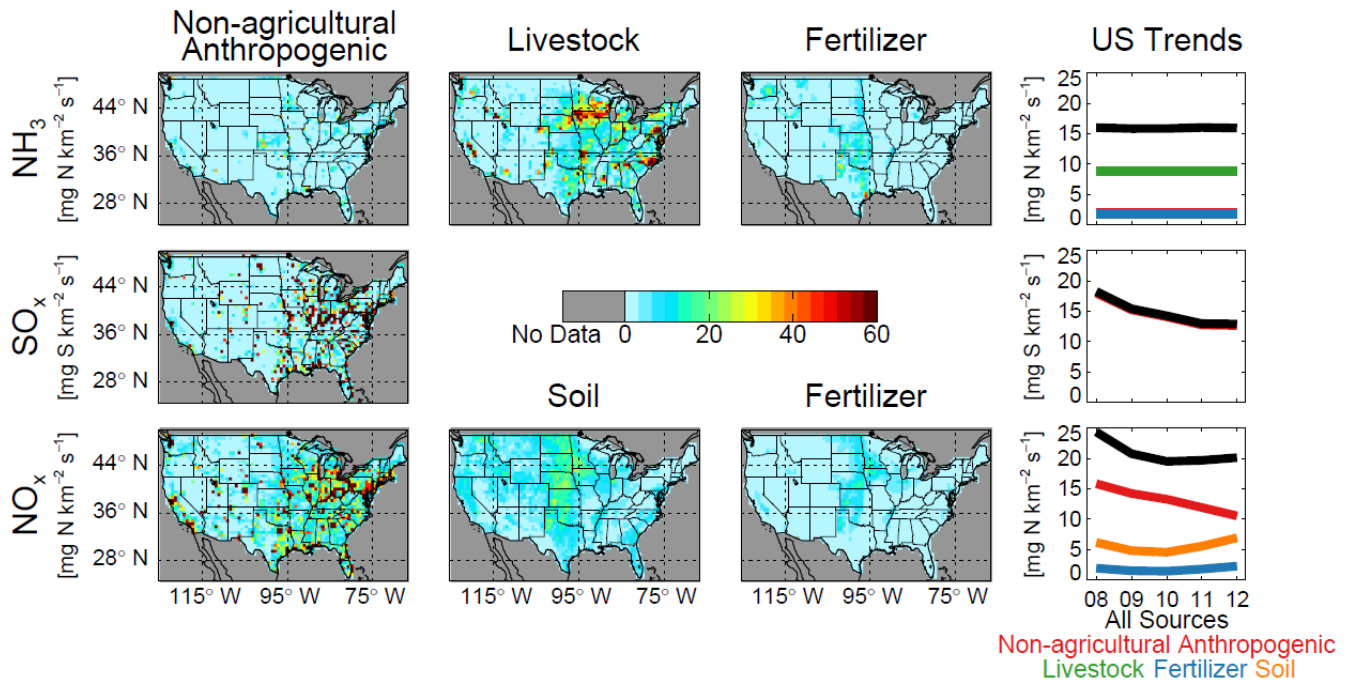 Non-agricultural
Anthropogenic
Livestock
Fertilizer
US Trends
NH3
[mg N km−2 s−1]
44° N
36° N
28° N
[mg N km−2 s−1]
25
20
15
10
5
0
SOx
[mg S km−2 s−1]
44° N
36° N
28° N
No Data
0
20
40
60
[mg S km−2 s−1]
25
20
15
10
5
0
Soil
Fertilizer
NOx
[mg N km−2 s−1]
44° N
36° N
28° N
115° W
95° W
75° W
115° W
95° W
75° W
115° W
95° W
75° W
[mg N km−2 s−1]
25
20
15
10
5
0
08 09 10 11 12
All Sources
Non-agricultural Anthropogenic
Livestock Fertilizer Soil